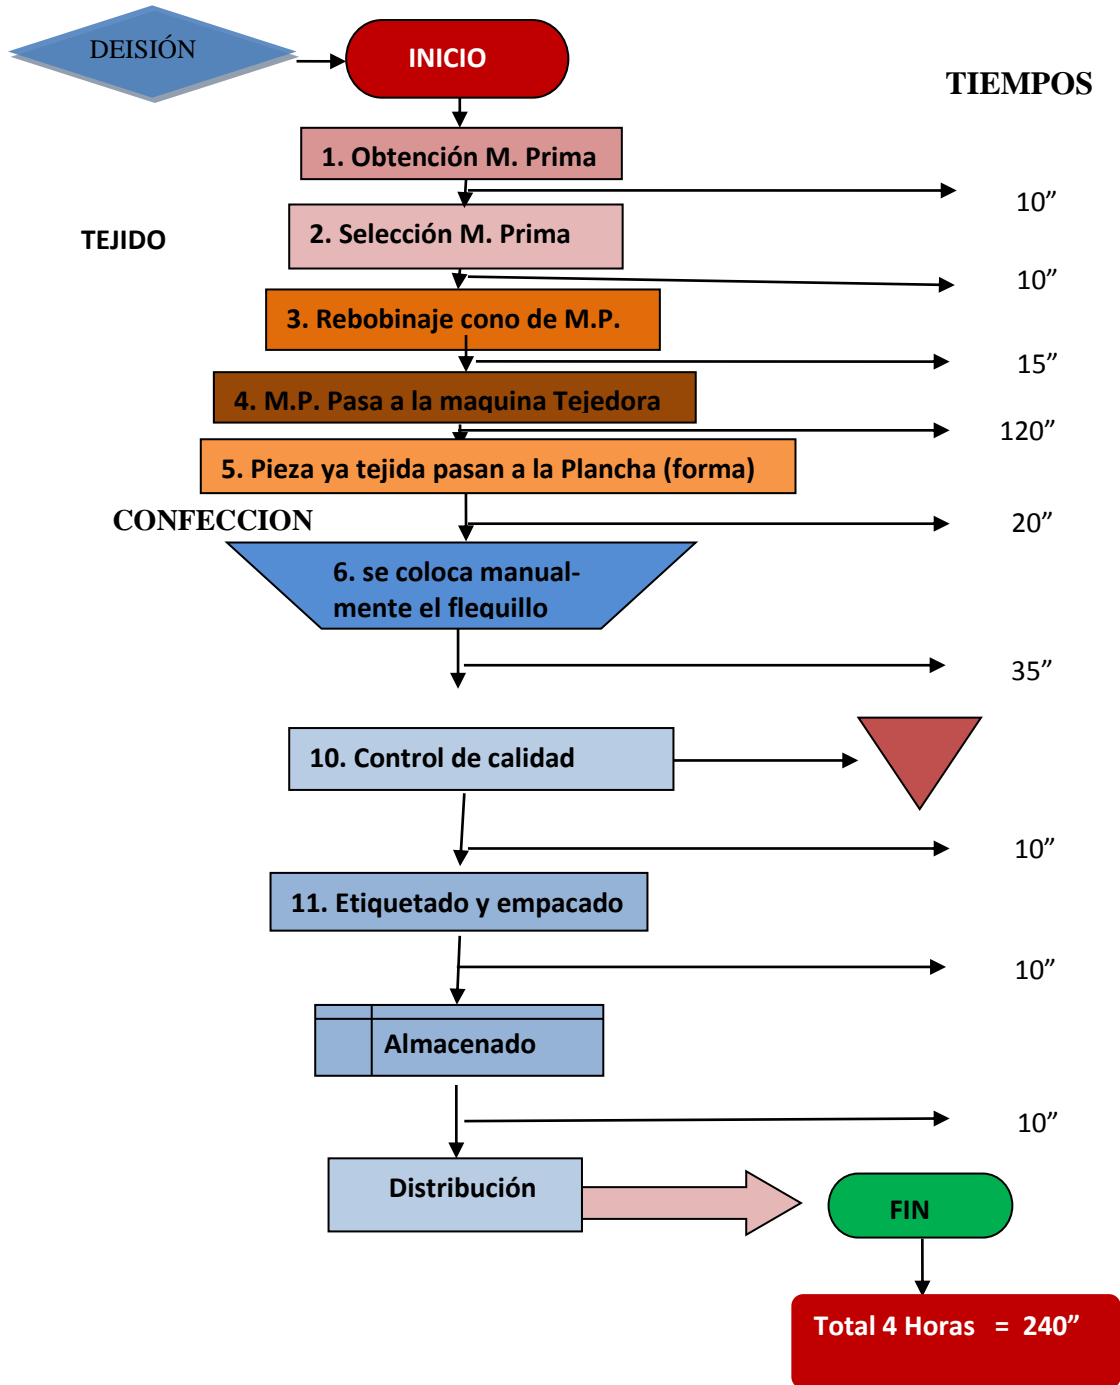 DEISIÓN
INICIO
TIEMPOS
1. Obtención M. Prima
10”
TEJIDO
2. Selección M. Prima
10”
3. Rebobinaje cono de M.P.
15”
4. M.P. Pasa a la maquina Tejedora
120”
5. Pieza ya tejida pasan a la Plancha (forma)
CONFECCION
20”
6. se coloca manual-
mente el flequillo
35”
10. Control de calidad
10”
11. Etiquetado y empacado
10”
Almacenado
10”
Distribución
FIN
Total 4 Horas = 240”